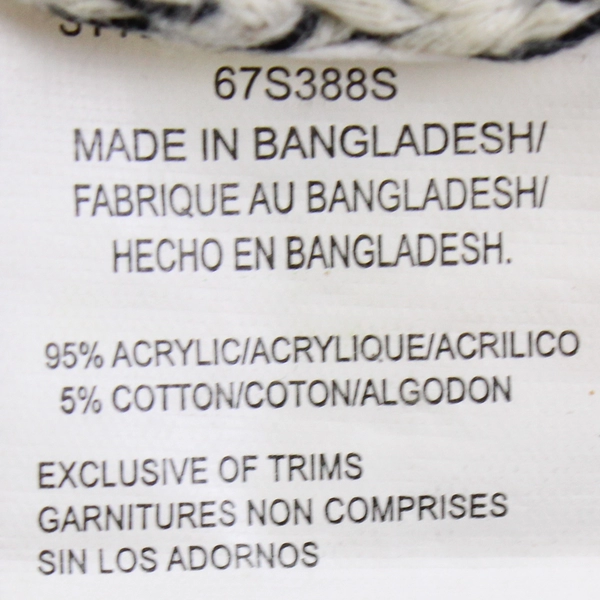 67S388S
MADE IN BANGLADESH/
FABRIQUE AU BANGLADESH/
HECHO EN BANGLADESH.
95% ACRYLIC/ACRYLIQUE/ACRILICO
5% COTTON/COTON/ALGODON
EXCLUSIVE OF TRIMS
GARNITURES NON COMPRISES
SIN LOS ADORNOS